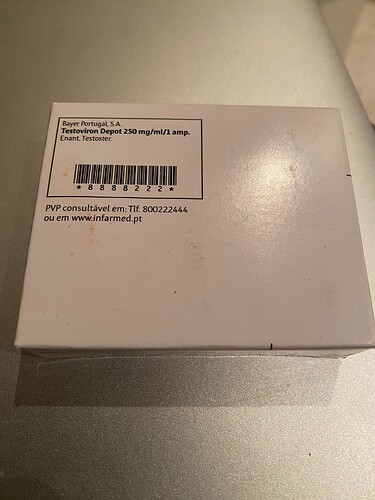 Bayer Portugal, S.A.
Testoviron Depot 250 mg/ml/1 amp.
Enant. Testoster.
*8888222*
PVP consultável em: Tlf. 800222444
ou em www.infarmed.pt